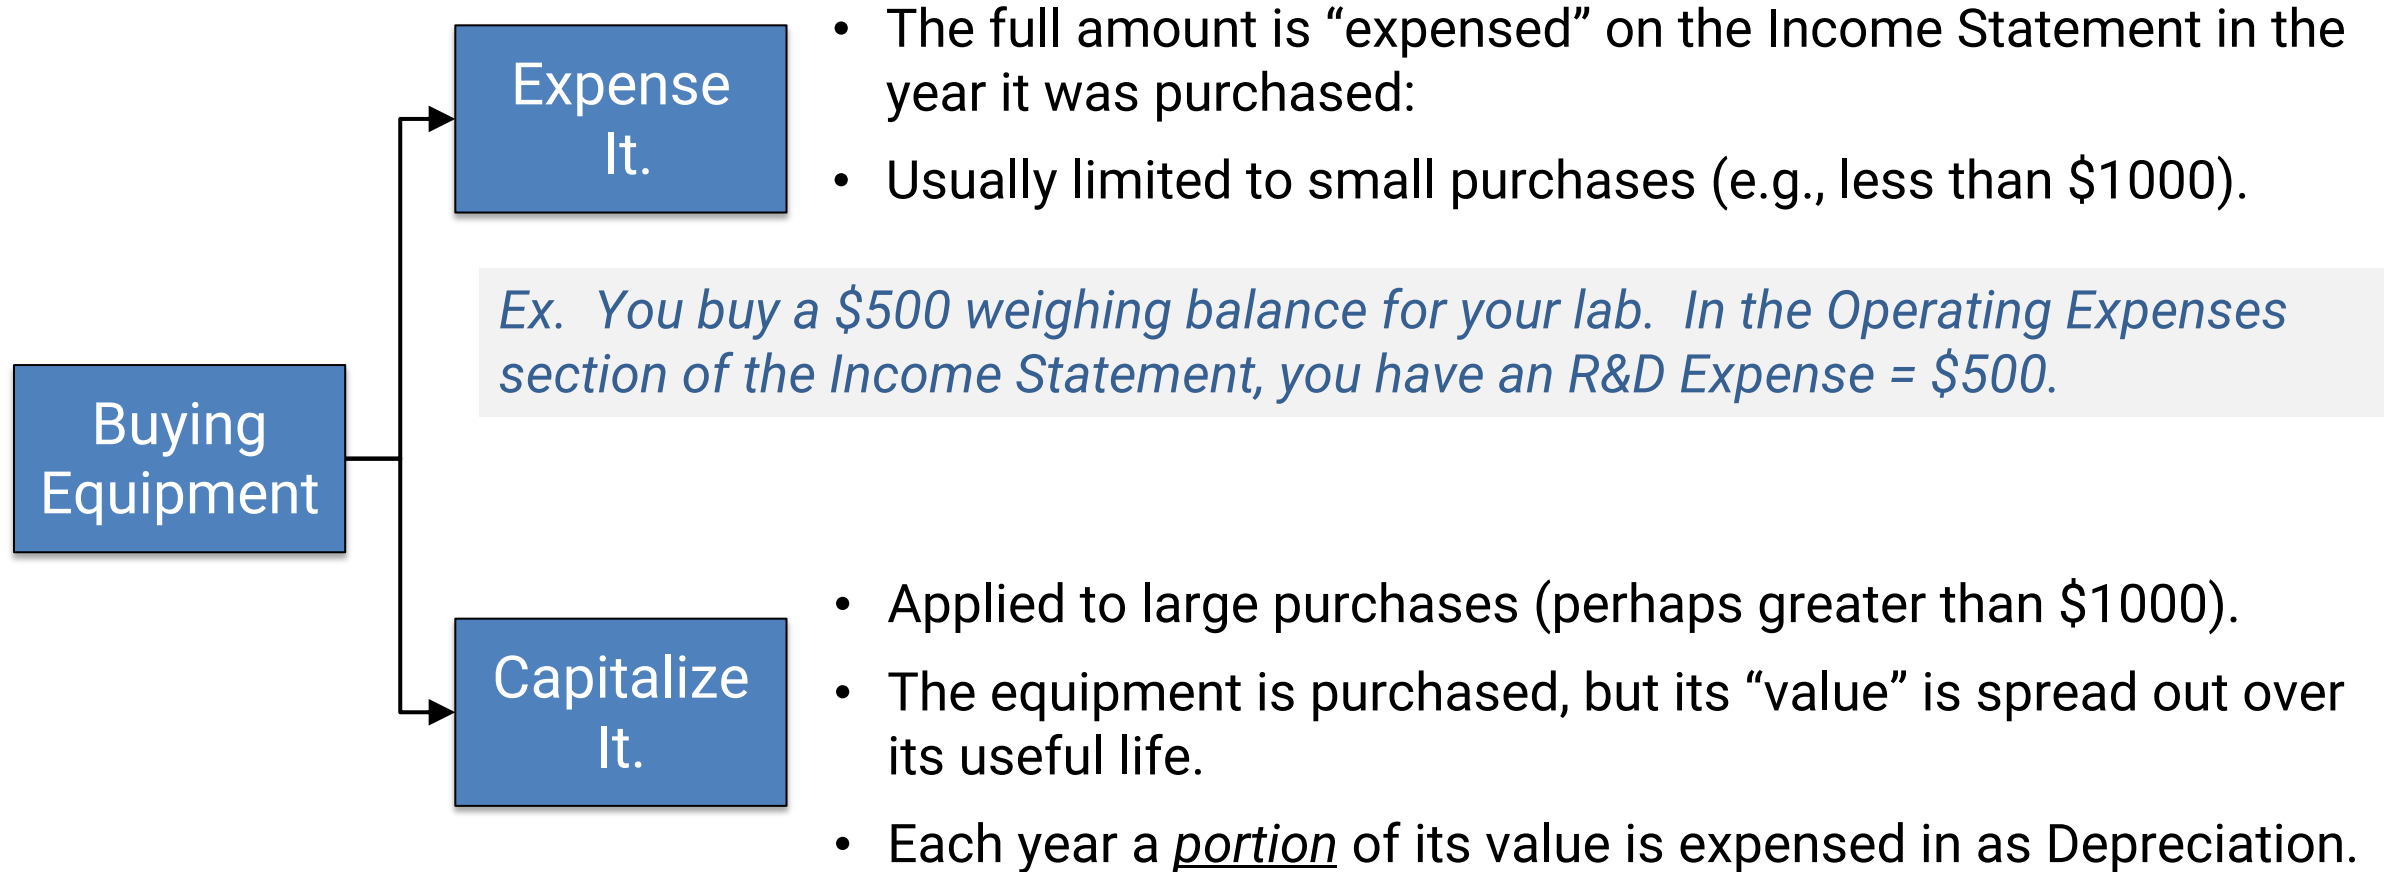 Expense
It.
• The full amount is “expensed” on the Income Statement in the
year it was purchased:
• Usually limited to small purchases (e.g., less than $1000).
Ex. You buy a $500 weighing balance for your lab. In the Operating Expenses
section of the Income Statement, you have an R&D Expense = $500.
Buying
Equipment
Capitalize
It.
• Applied to large purchases (perhaps greater than $1000).
• The equipment is purchased, but its “value” is spread out over
its useful life.
• Each year a portion of its value is expensed in as Depreciation.